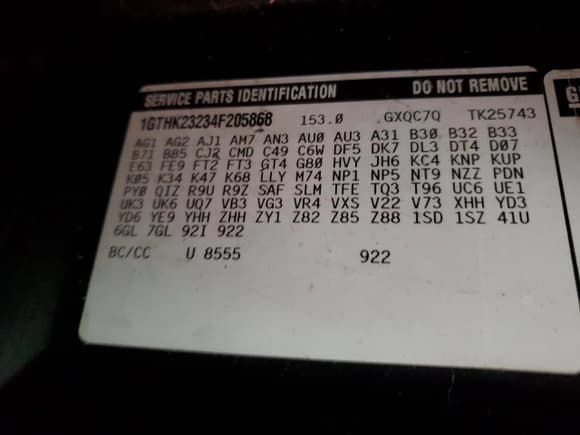 SERVICE PARTS IDENTIFICATION DO NOT REMOVE
1GTHK23234F205868 153.0 GXQC7Q TK25743
AG1 AG2 AJ1 AM7 AN3 AU0 AU3 A31 B30 B32 B33
B71 B85 CJ2 CMD C49 C6W DF5 DK7 DL3 DT4 D07
E63 FE9 FT2 FT3 GT4 G80 HVY JH6 KC4 KNP KUP
K05 K34 K47 K68 LLY M74 NP1 NP5 NT9 NZZ PDN
PY0 QIZ R9U R9Z SAF SLM TFE TQ3 T96 UC6 UE1
UK3 UK6 UQ7 VB3 VG3 VR4 VXS V22 V73 XHH YD3
YD6 YE9 YHH ZHH ZY1 Z82 Z85 Z88 1SD 1SZ 41U
6GL 7GL 92I 922
BC/CC U 8555 922